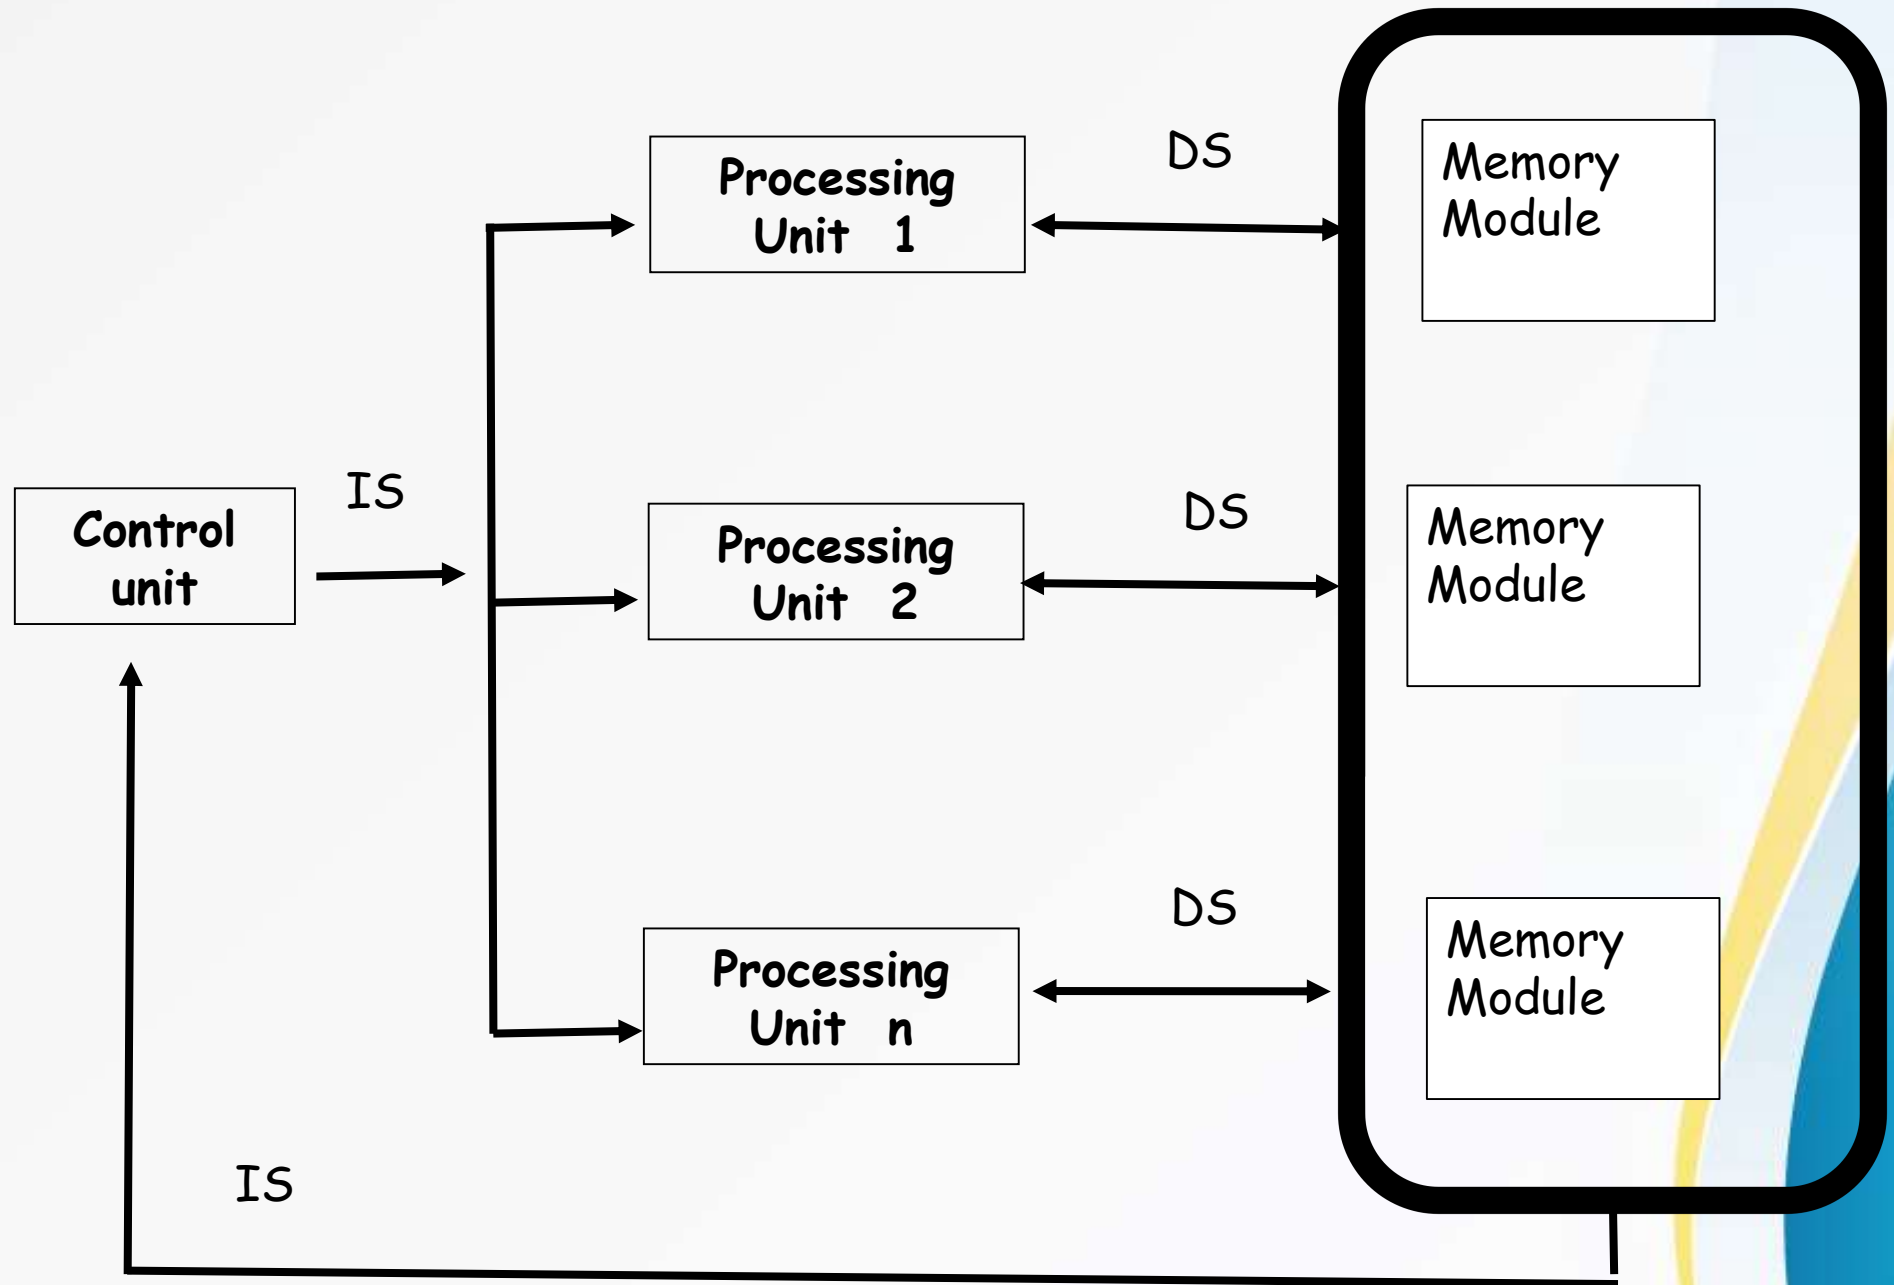 Processing
Unit 1
DS
Memory
Module
Control
unit
IS
Processing
Unit 2
DS
Memory
Module
Processing
Unit n
DS
Memory
Module
IS